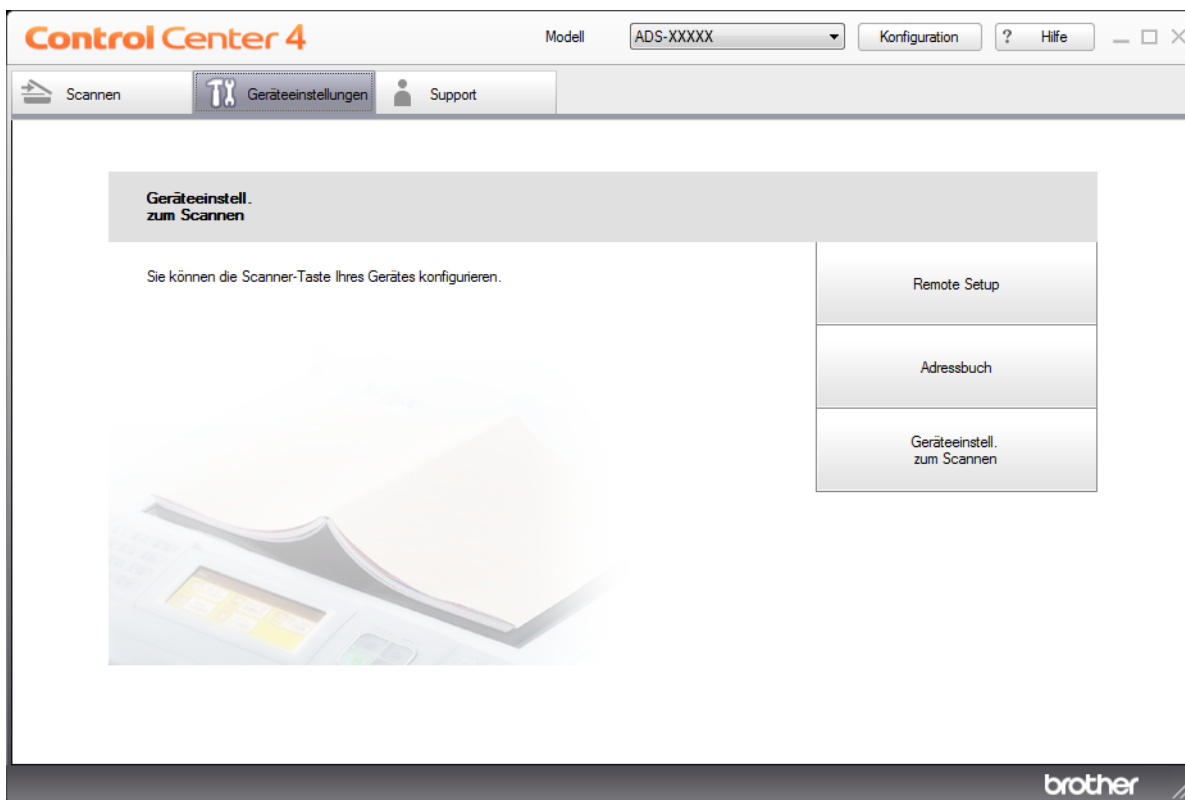 Control Center 4
Modell
ADS-XXXXX
Konfiguration
? Hilfe
Scannen
Geräteeinstellungen
Support
Geräteeinstell.
zum Scannen
Sie können die Scanner-Taste Ihres Gerätes konfigurieren.
Remote Setup
Adressbuch
Geräteeinstell.
zum Scannen
brother